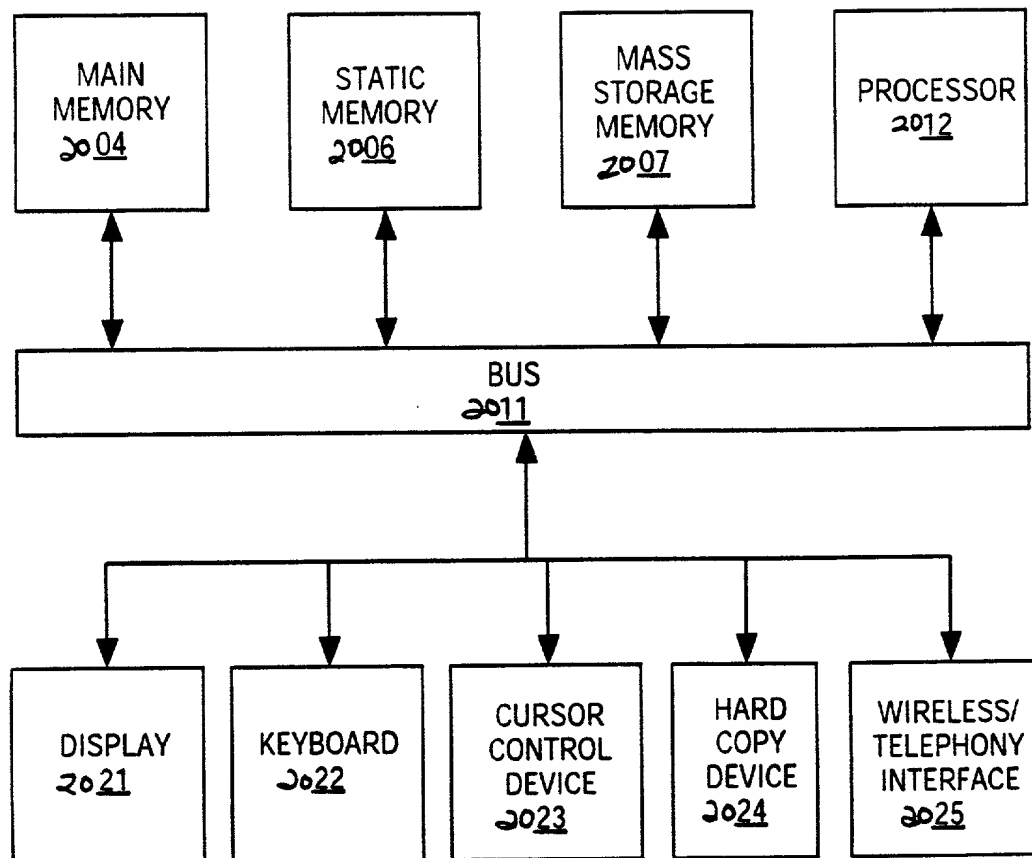 MAIN
MEMORY
2004
STATIC
MEMORY
2006
MASS
STORAGE
MEMORY
2007
PROCESSOR
2012
BUS
2011
DISPLAY
2021
KEYBOARD
2022
CURSOR
CONTROL
DEVICE
2023
HARD
COPY
DEVICE
2024
WIRELESS/
TELEPHONY
INTERFACE
2025